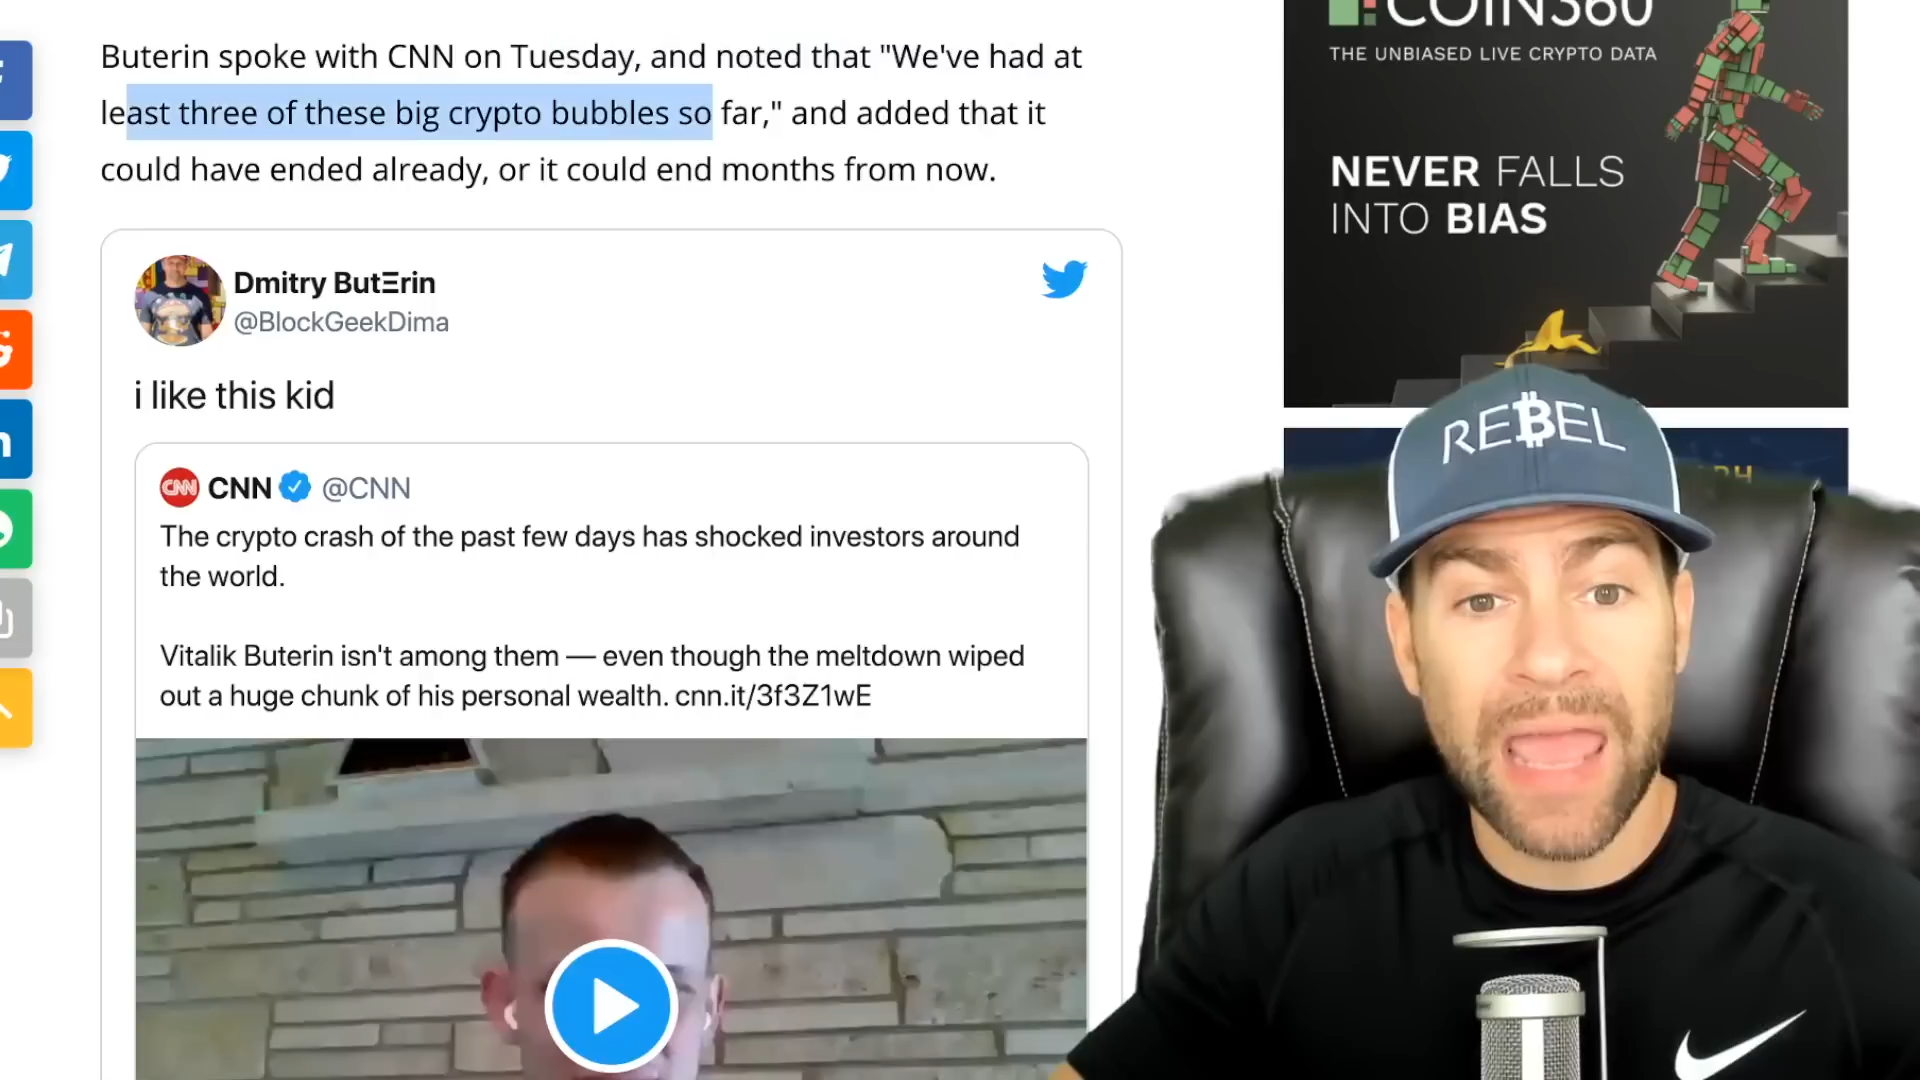 Buterin spoke with CNN on Tuesday, and noted that "We've had at
least three of these big crypto bubbles so far," and added that it
could have ended already, or it could end months from now.
Dmitry ButΞrin
@BlockGeekDima
i like this kid
CNN @CNN
The crypto crash of the past few days has shocked investors around
the world.
Vitalik Buterin isn't among them — even though the meltdown wiped
out a huge chunk of his personal wealth. cnn.it/3f3Z1wE
COIN360
THE UNBIASED LIVE CRYPTO DATA
NEVER FALLS
INTO BIAS
RE₿EL